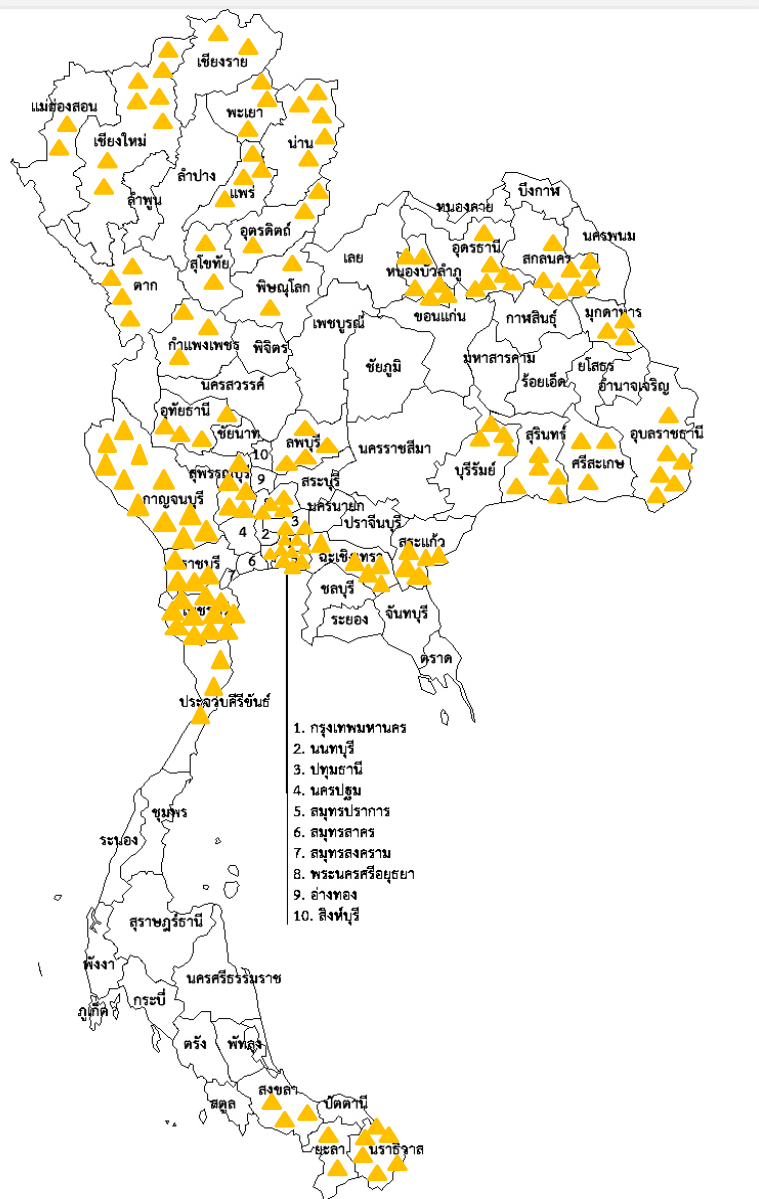 เชียงราย
แม่ฮ่องสอน
พะเยา
เชียงใหม่
น่าน
ลำปาง
บึงกาฬ
แพร่
ลำพูน
หนองคาย
อุตรดิตถ์
นครพนม
อุดรธานี
เลย
สกลนคร
สุโขทัย
หนองบัวลำภู
ตาก
พิษณุโลก
มุกดาหาร
ขอนแก่น
กาฬสินธุ์
เพชรบูรณ์
กำแพงเพชร
พิจิตร
มหาสารคาม
ชัยภูมิ
ยโสธร
ร้อยเอ็ด
อำนาจเจริญ
นครสวรรค์
อุทัยธานี
ชัยนาท
สุรินทร์
อุบลราชธานี
ลพบุรี
นครราชสีมา
10
ศรีสะเกษ
บุรีรัมย์
สุพรรณบุรี
9
สระบุรี
กาญจนบุรี
นครนายก
3
ปราจีนบุรี
4
2
สระแก้ว
ฉะเชิงเทรา
6
ราชบุรี
7
ชลบุรี
จันทบุรี
ระยอง
ตราด
ประจวบคีรีขันธ์
1. กรุงเทพมหานคร
2. นนทบุรี
3. ปทุมธานี
4. นครปฐม
5. สมุทรปราการ
6. สมุทรสาคร
7. สมุทรสงคราม
8. พระนครศรีอยุธยา
9. อ่างทอง
10. สิงห์บุรี
ชุมพร
ระนอง
สุราษฎร์ธานี
พังงา
นครศรีธรรมราช
กระบี่
ภูเก็ต
ตรัง
พัทลุง
สงขลา
สตูล
ปัตตานี
ยะลา
นราธิวาส